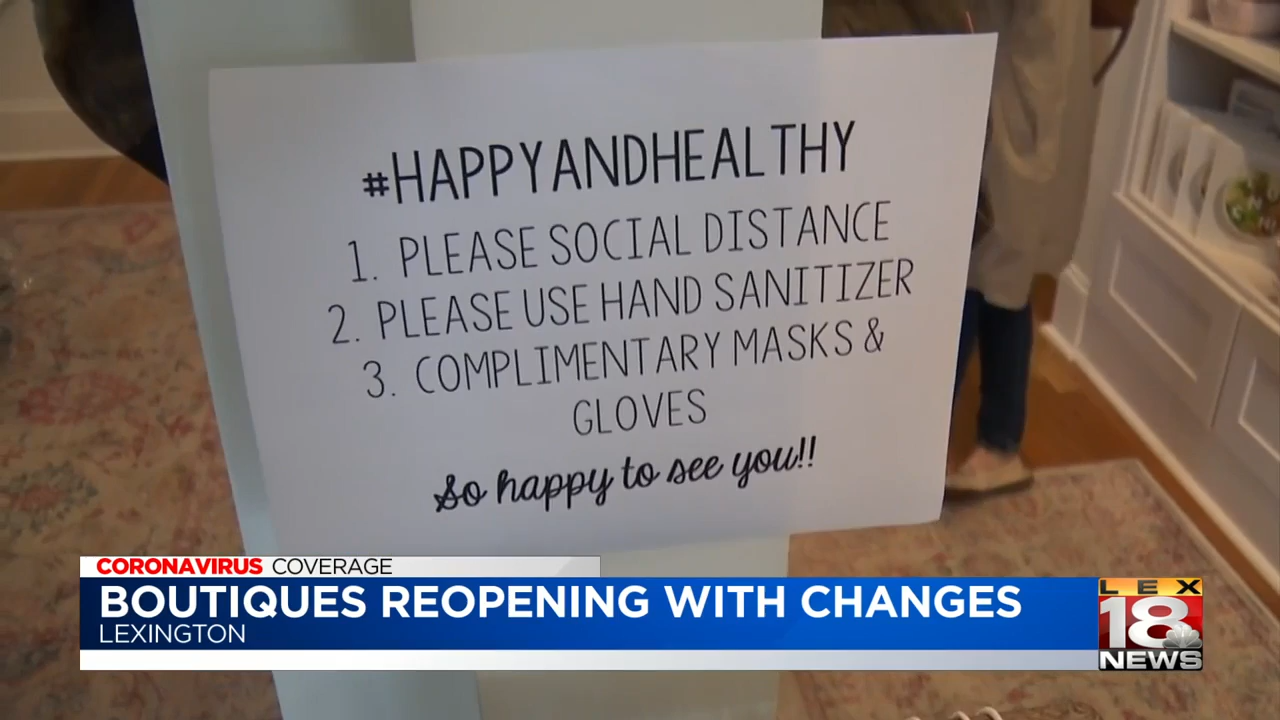 #HAPPYANDHEALTHY
1. PLEASE SOCIAL DISTANCE
2. PLEASE USE HAND SANITIZER
3. COMPLIMENTARY MASKS &
GLOVES
So happy to see you!!
CORONAVIRUS COVERAGE
BOUTIQUES REOPENING WITH CHANGES
LEXINGTON
LEX
18
NEWS